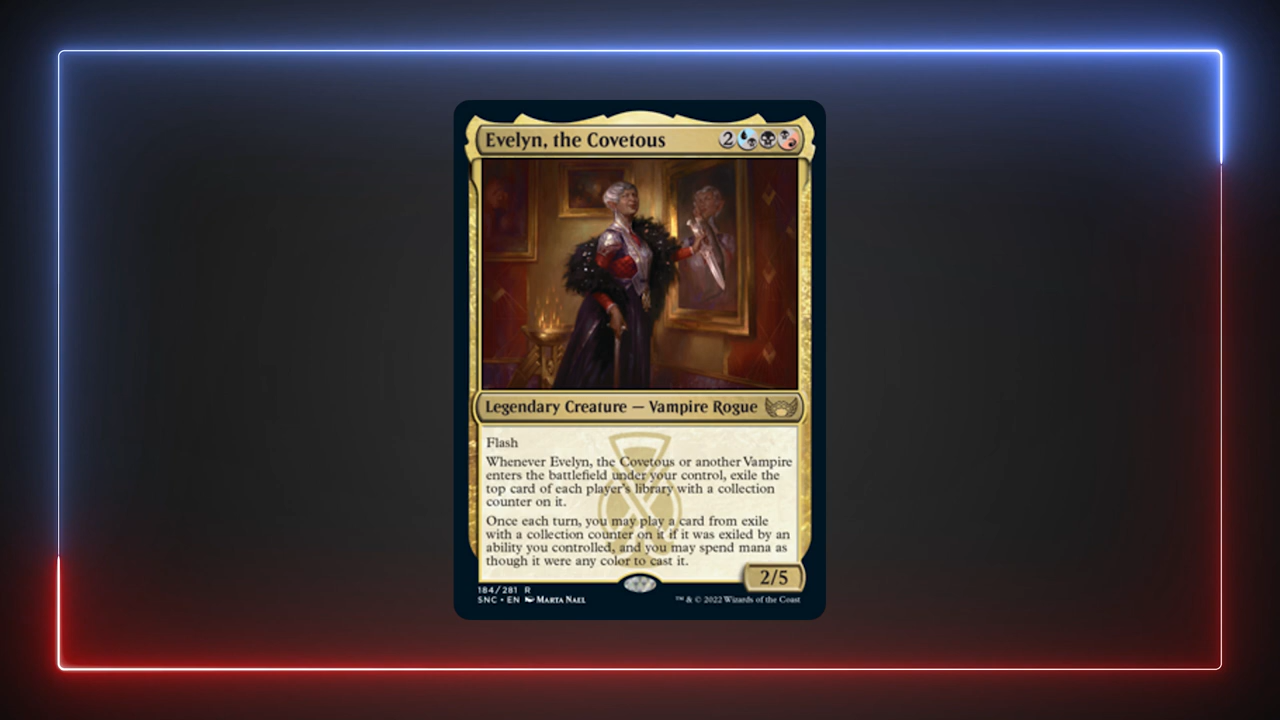 Evelyn, the Covetous 2
Legendary Creature — Vampire Rogue
Flash
Whenever Evelyn, the Covetous or another Vampire
enters the battlefield under your control, exile the
top card of each player's library with a collection
counter on it.
Once each turn, you may play a card from exile
with a collection counter on it if it was exiled by an
ability you controlled, and you may spend mana as
though it were any color to cast it.
2/5
184/281 R
SNC • EN MARTA NAEL
™ & © 2022 Wizards of the Coast